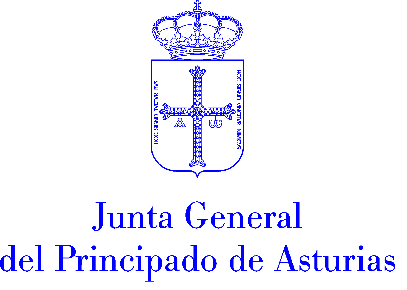 Junta General
del Principado de Asturias